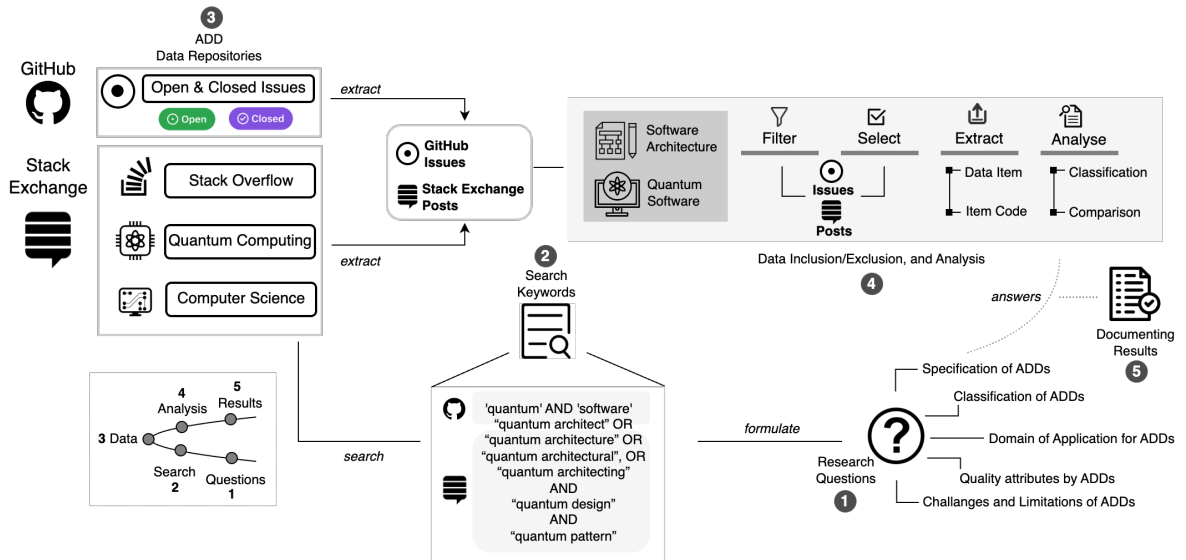 3
ADD
Data Repositories
GitHub
Open & Closed Issues
Open
Closed
extract
Stack
Exchange
Stack Overflow
Quantum Computing
Computer Science
extract
GitHub
Issues
Stack Exchange
Posts
Software
Architecture
Quantum
Software
Filter
Select
Issues
Posts
Extract
Data Item
Item Code
Analyse
Classification
Comparison
Data Inclusion/Exclusion, and Analysis
4
answers
Documenting
Results
5
2
Search
Keywords
'quantum' AND 'software'
“quantum architect” OR
“quantum architecture” OR
“quantum architectural”, OR
“quantum architecting”
AND
“quantum design”
AND
“quantum pattern”
search
formulate
Research
Questions
1
?
Specification of ADDs
Classification of ADDs
Domain of Application for ADDs
Quality attributes by ADDs
Challanges and Limitations of ADDs
4
Analysis
5
Results
3 Data
Search
2
Questions
1